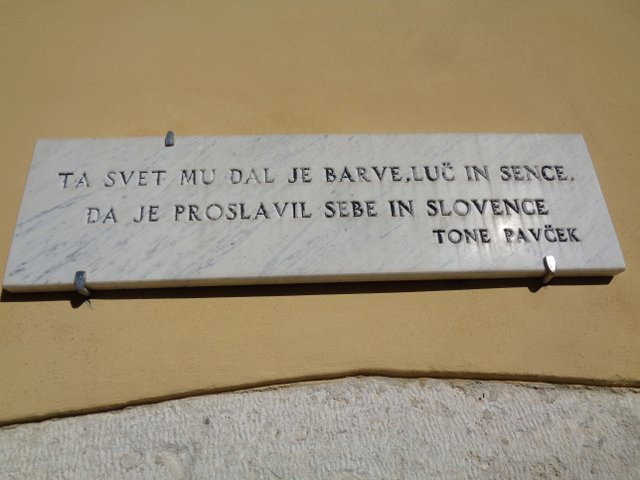 TA SVET MU DAL JE BARVE, LUČ IN SENCE,
DA JE PROSLAVIL SEBE IN SLOVENCE
TONE PAVČEK